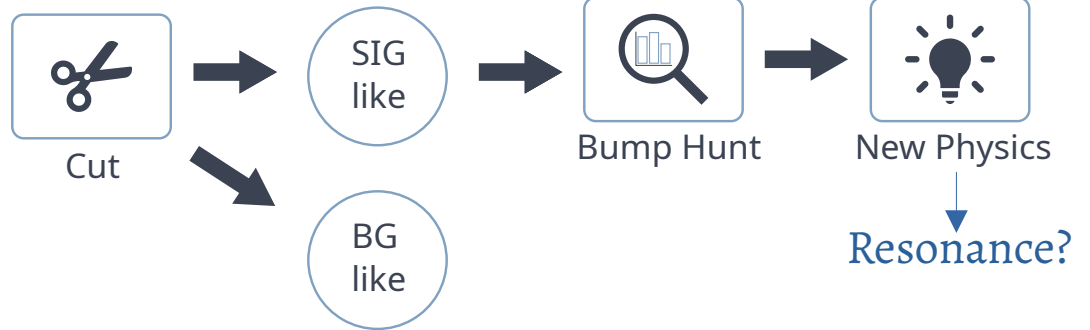 SIG
like
Cut
Bump Hunt
New Physics
BG
like
Resonance?